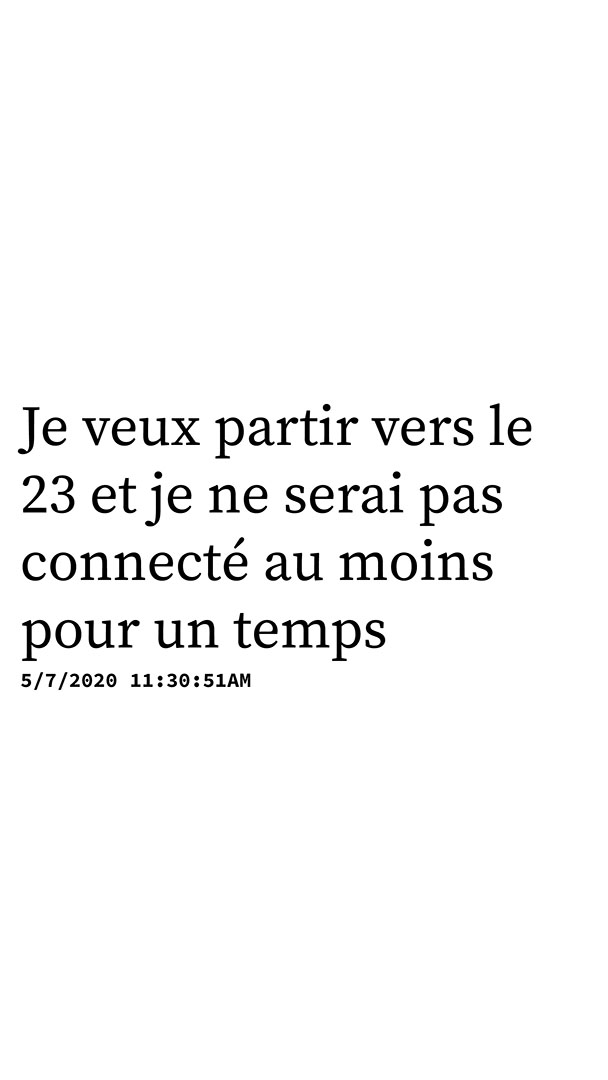 Je veux partir vers le
23 et je ne serai pas
connecté au moins
pour un temps
5/7/2020 11:30:51AM